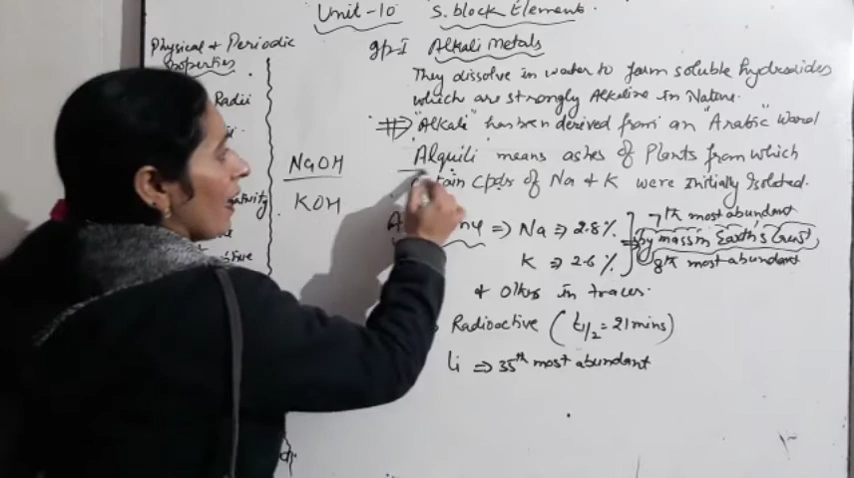 Unit-10 S. block Elements.
Physical + Periodic
Properties
Radii
gp-I Alkali Metals
They dissolve in water to form soluble hydroxides
which are strongly Alkaline in Nature.
"Alkali" has been derived from an "Arabic" Word
Alquili means ashes of Plants from which
Cpds of Na + K were Initially Isolated.
NaOH
KOH
⇒ Na ⇒ 2.8%
K ⇒ 2.6%
7th most abundant
⇒ by mass in Earth's Crust,
8th most abundant
+ Other in traces.
Radioactive (t1/2 = 21 mins)
Li ⇒ 35th most abundant